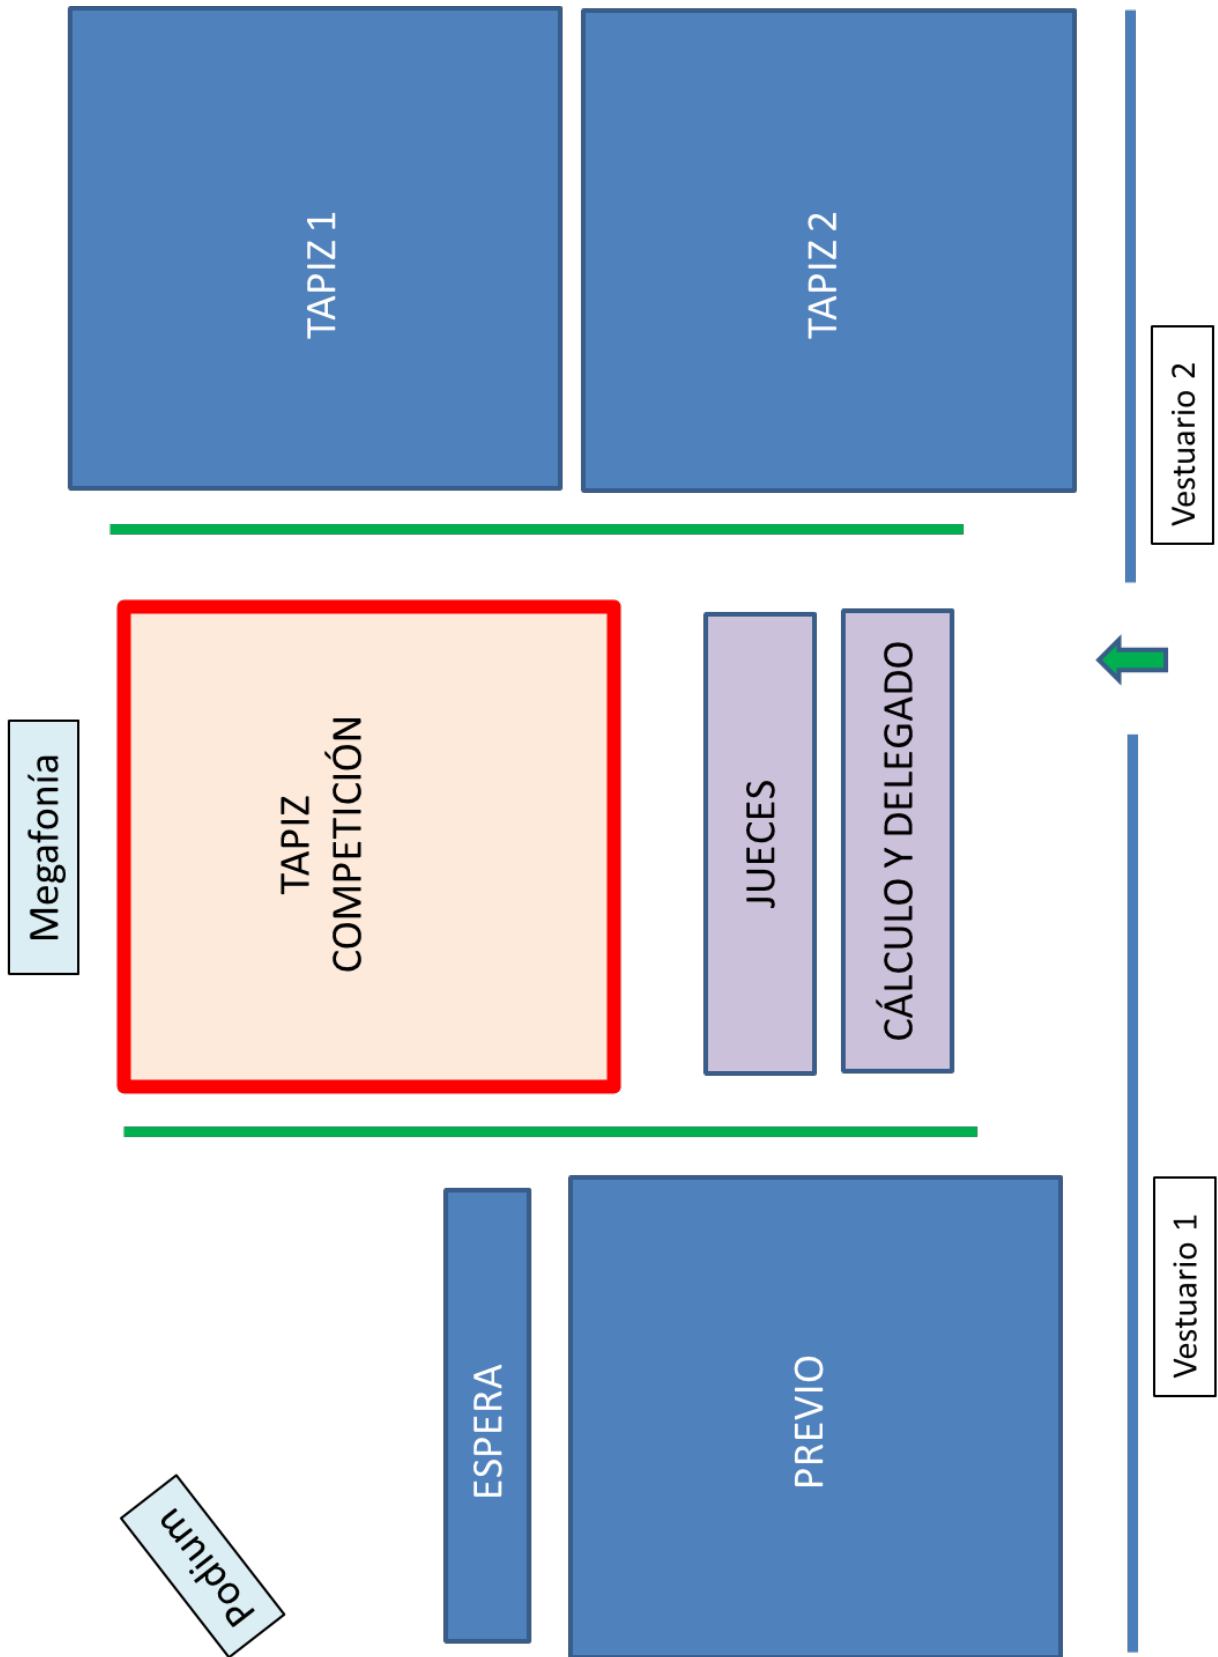 Megafonía
Podium
TAPIZ
COMPETICIÓN
TAPIZ 1
ESPERA
PREVIO
JUECES
CÁLCULO Y DELEGADO
TAPIZ 2
Vestuario 1
Vestuario 2